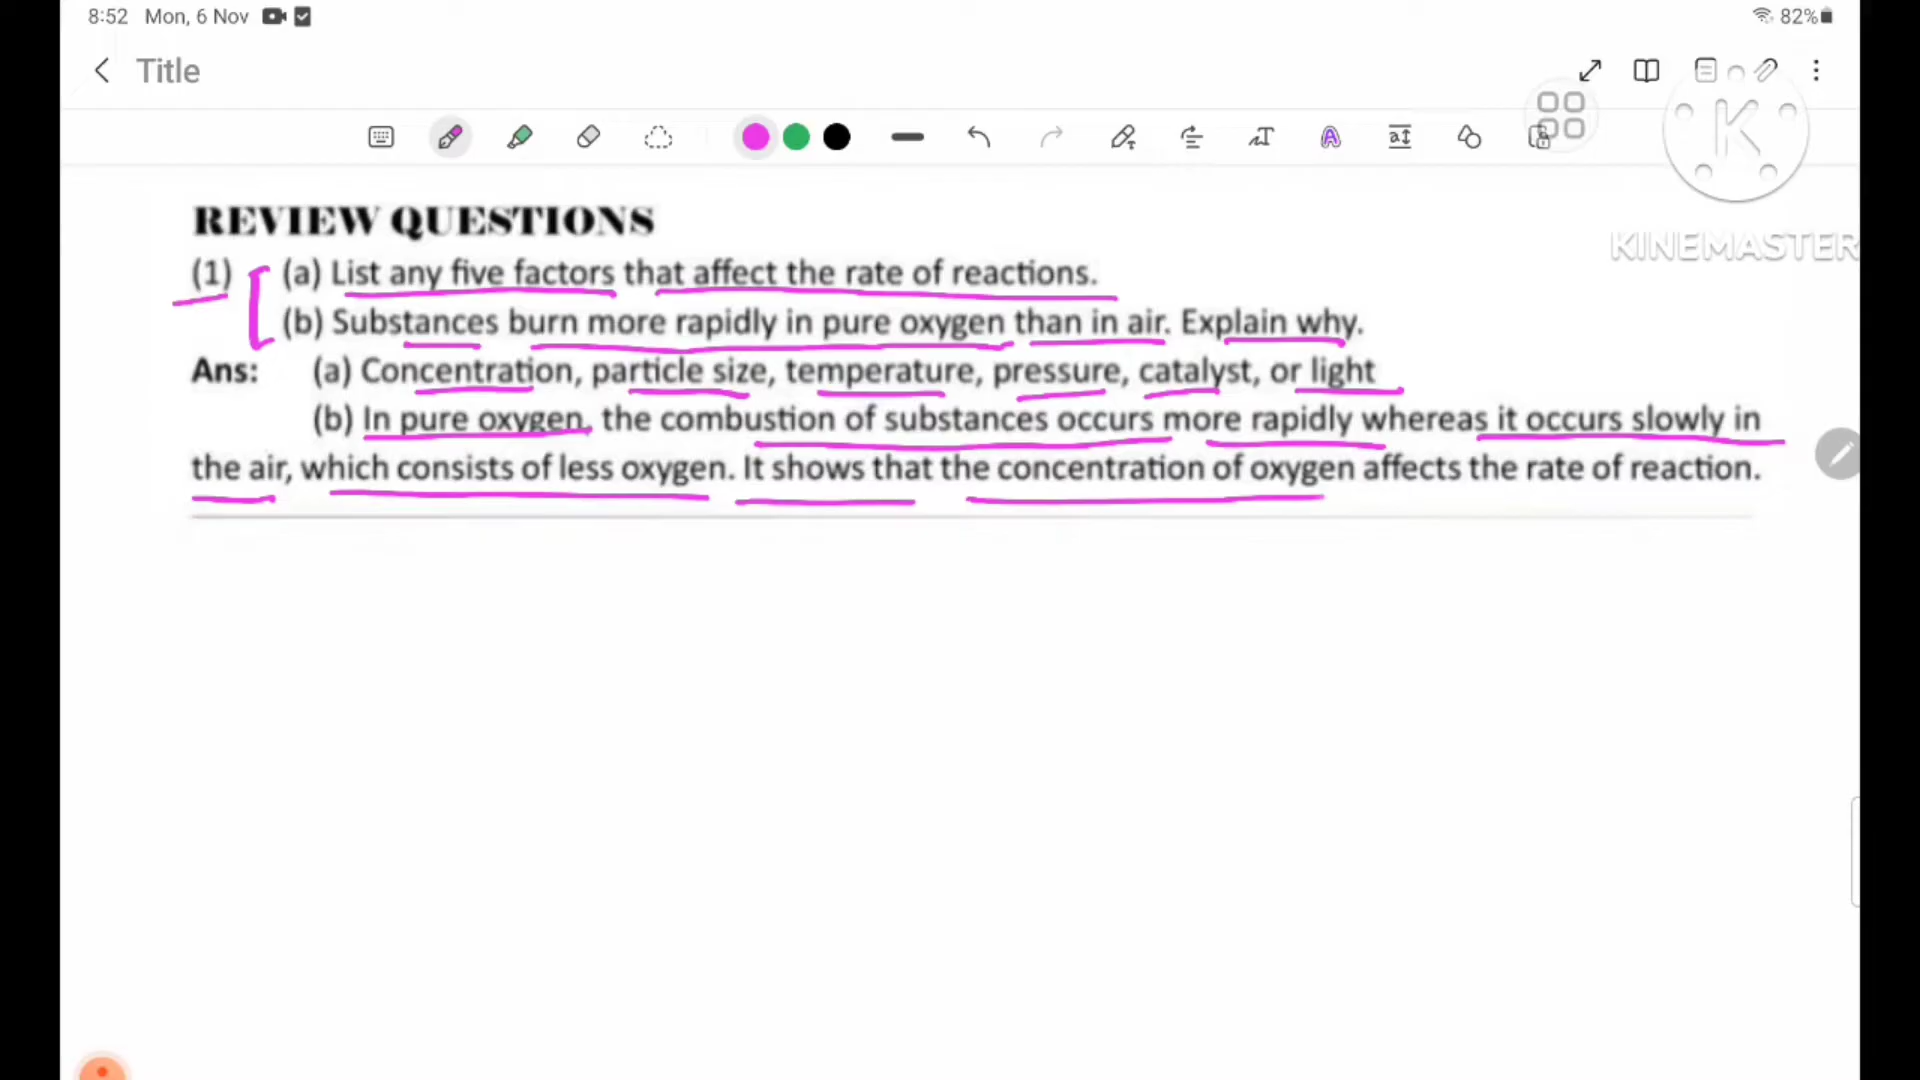 8:52 Mon, 6 Nov 82%
Title
KINEMASTER
REVIEW QUESTIONS
(1) (a) List any five factors that affect the rate of reactions.
(b) Substances burn more rapidly in pure oxygen than in air. Explain why.
Ans: (a) Concentration, particle size, temperature, pressure, catalyst, or light
(b) In pure oxygen, the combustion of substances occurs more rapidly whereas it occurs slowly in
the air, which consists of less oxygen. It shows that the concentration of oxygen affects the rate of reaction.